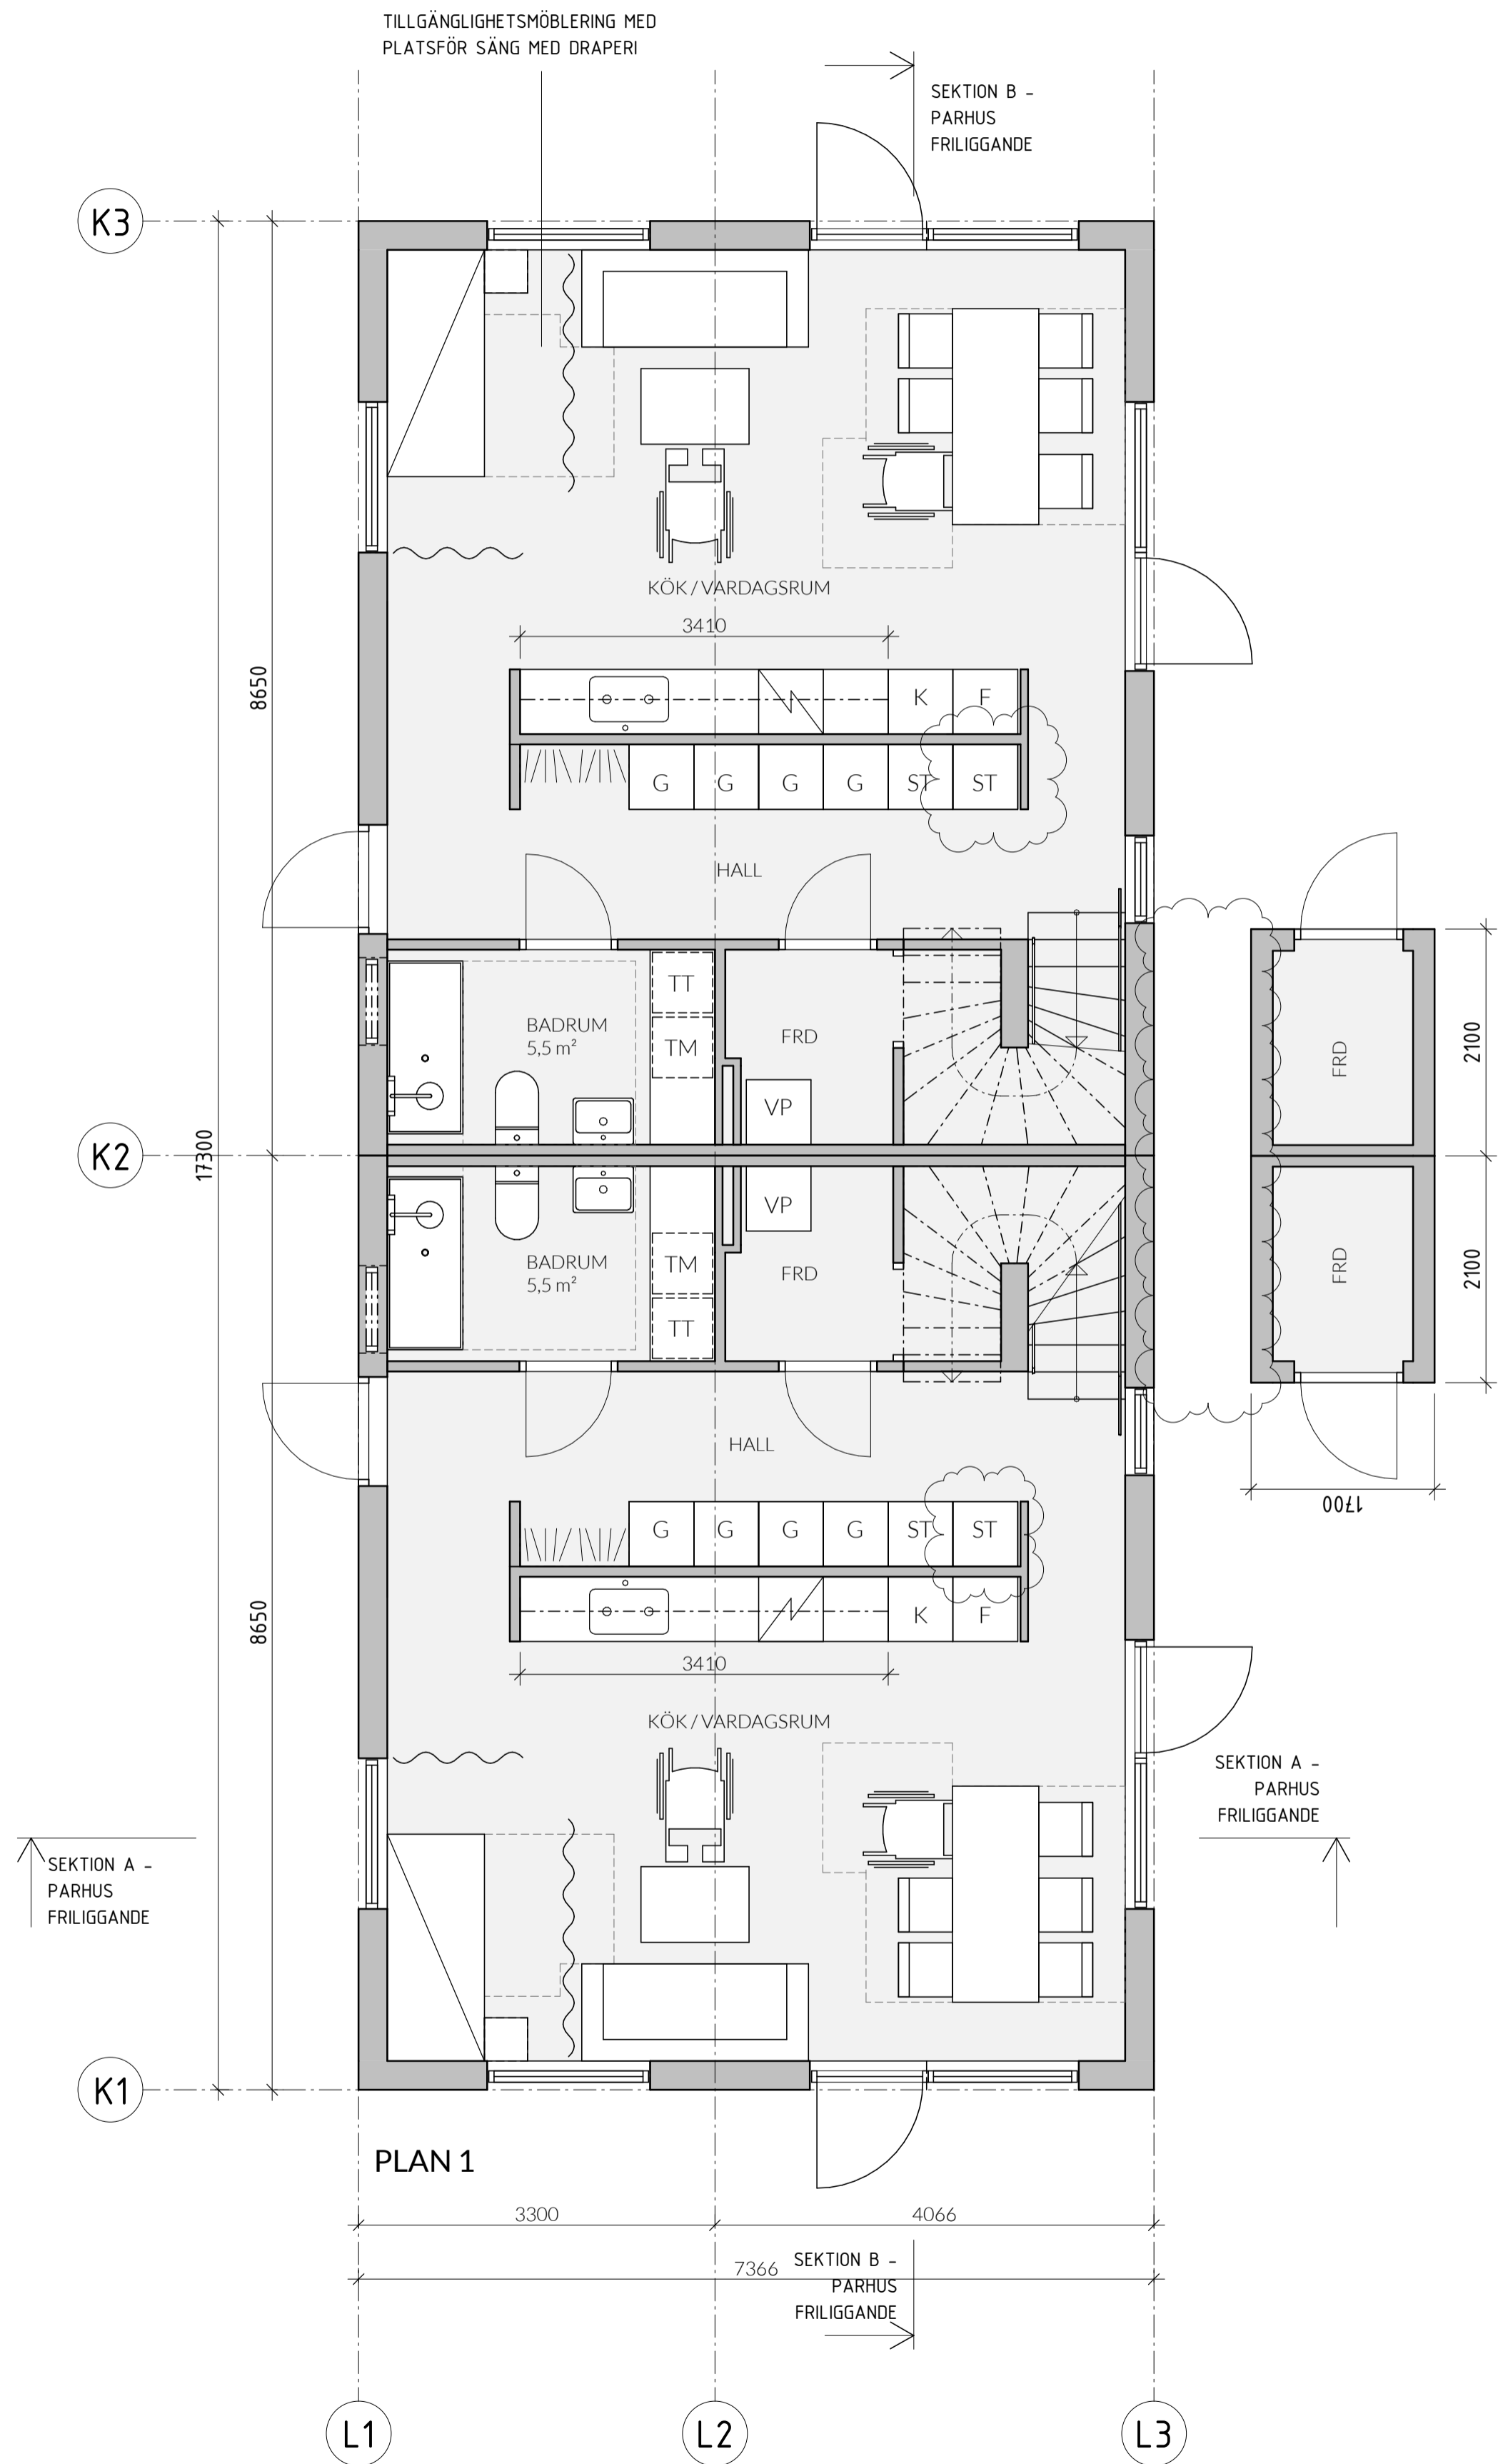 TILLGÄNGLIGHETSMÖBLERING MED
PLATSFÖR SÄNG MED DRAPERI
SEKTION B -
PARHUS
FRILIGGANDE
K3
8650
KÖK / VARDAGSRUM
3410
K F
G G G G ST ST
HALL
TT
BADRUM
5,5 m²
TM
FRD
VP
FRD
2100
K2
17300
VP
BADRUM
5,5 m²
TM
FRD
TT
FRD
2100
HALL
1700
G G G G ST ST
K F
8650
3410
KÖK / VARDAGSRUM
SEKTION A -
PARHUS
FRILIGGANDE
SEKTION A -
PARHUS
FRILIGGANDE
K1
PLAN 1
3300 4066
7366
SEKTION B -
PARHUS
FRILIGGANDE
L1 L2 L3